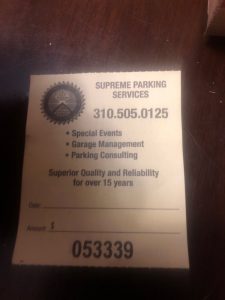 SUPREME PARKING
SERVICES
310.505.0125
• Special Events
• Garage Management
• Parking Consulting
Superior Quality and Reliability
for over 15 years
Date
Amount $
053339